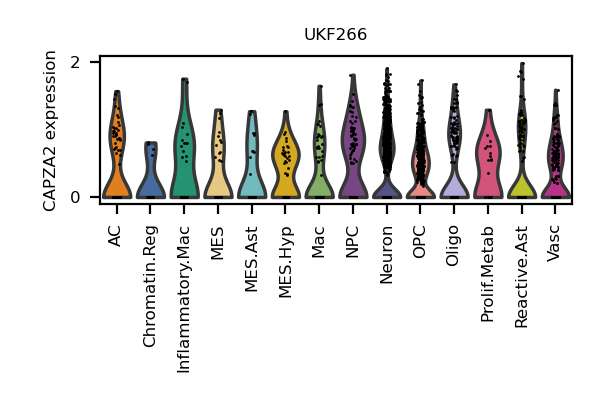 UKF266
CAPZA2 expression
2
0
AC
Chromatin.Reg
Inflammatory.Mac
MES
MES.Ast
MES.Hyp
Mac
NPC
Neuron
OPC
Oligo
Prolif.Metab
Reactive.Ast
Vasc